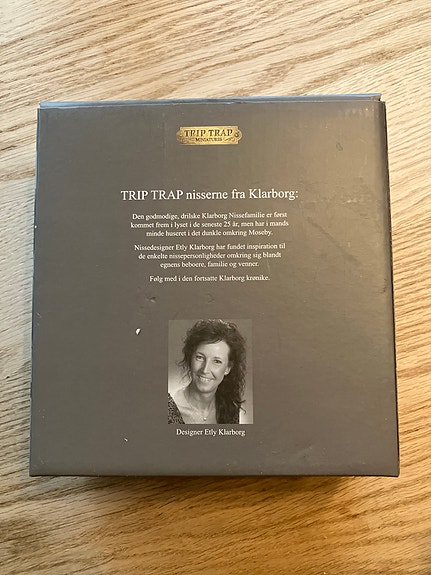 TRIP TRAP
MINIATURES
TRIP TRAP nisserne fra Klarborg:
Den godmodige, drilske Klarborg Nissefamilie er først
kommet frem i lyset i de seneste 25 år, men har i mands
minde huseret i det dunkle omkring Moseby.
Nissedesigner Etly Klarborg har fundet inspiration til
de enkelte nissepersonligheder omkring sig blandt
egnens beboere, familie og venner.
Følg med i den fortsatte Klarborg krønike.
Designer Etly Klarborg